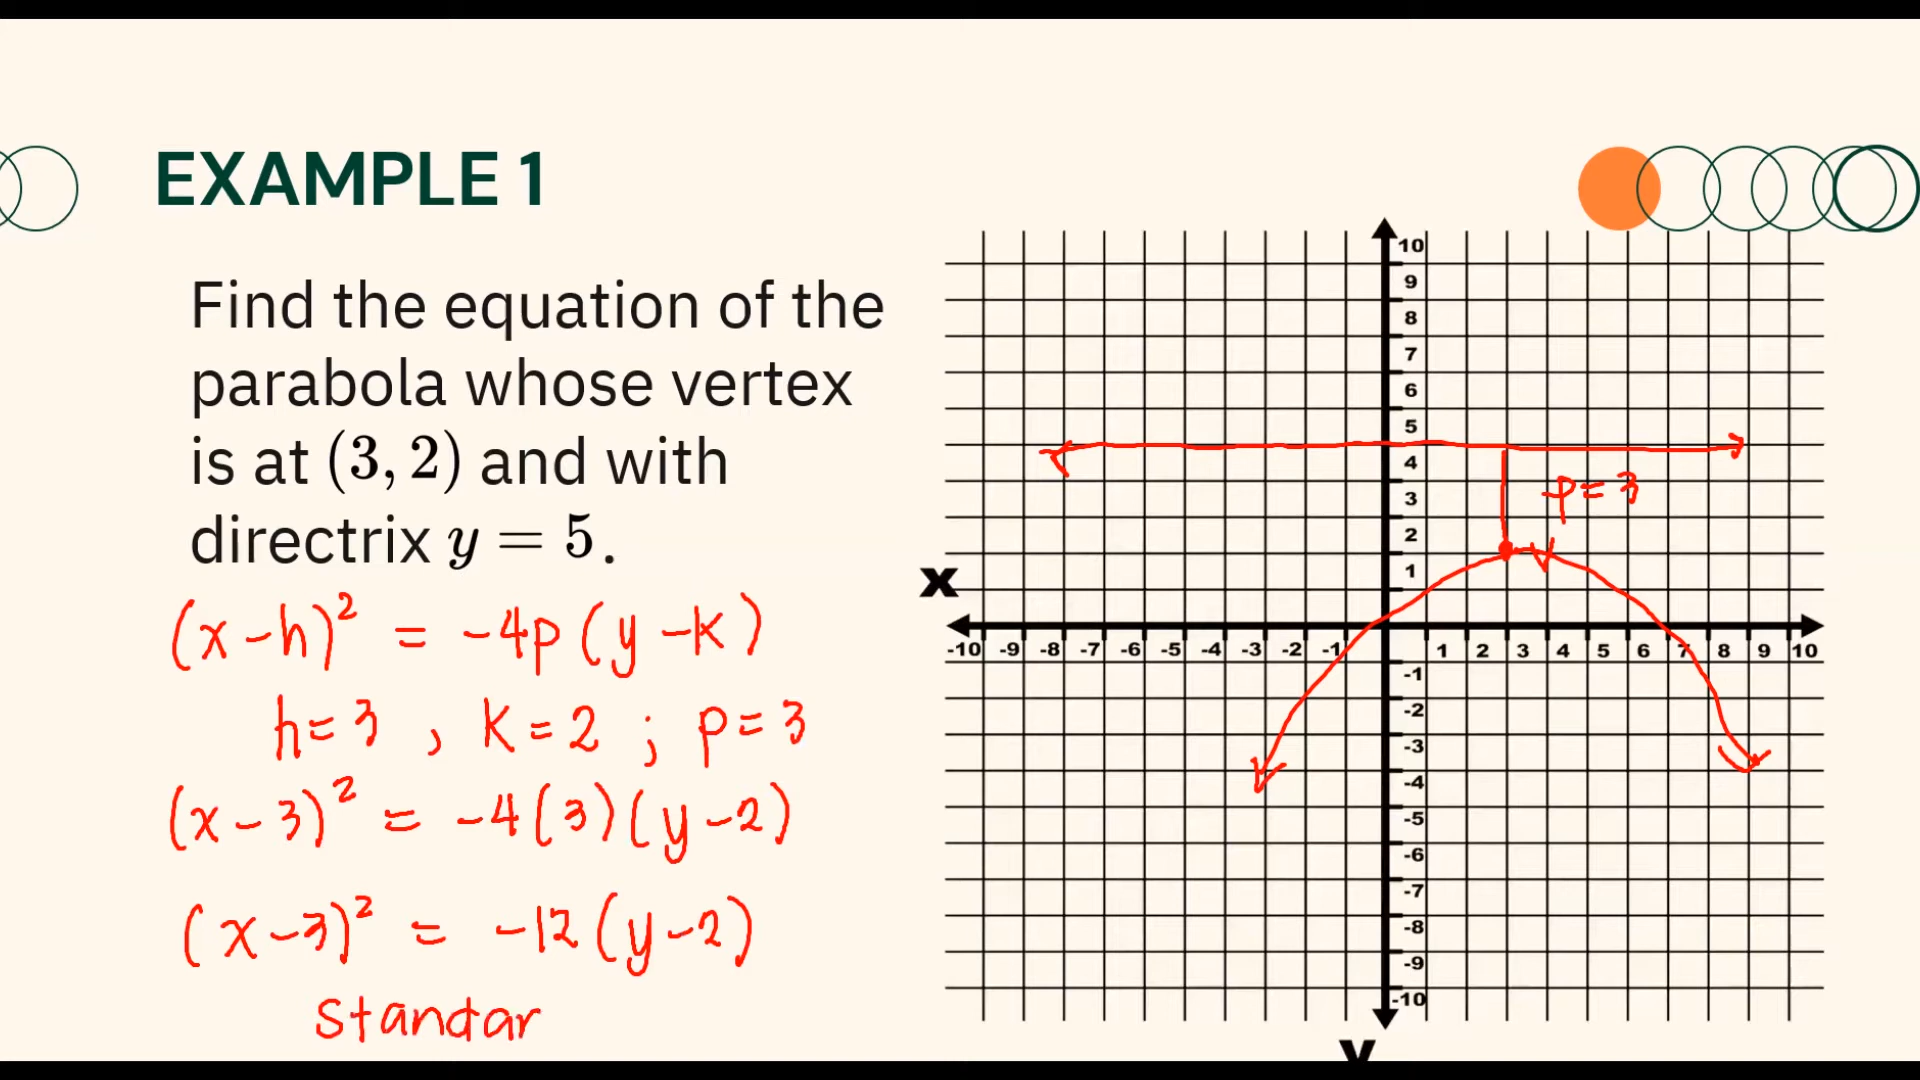 EXAMPLE 1
Find the equation of the
parabola whose vertex
is at (3, 2) and with
directrix y = 5.
(x-h)² = -4p(y-k)
h=3 , k=2 ; p=3
(x-3)² = -4(3)(y-2)
(x-3)² = -12(y-2)
Standar
10
9
8
7
6
5
4
3
2
1
p=3
x
-10 -9 -8 -7 -6 -5 -4 -3 -2 -1 1 2 3 4 5 6 7 8 9 10
-1
-2
-3
-4
-5
-6
-7
-8
-9
-10
y